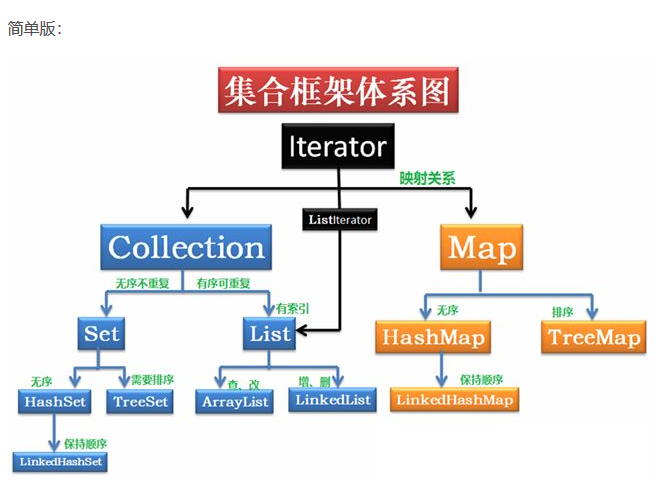 简单版：
集合框架体系图
Iterator
映射关系
ListIterator
Collection
Map
无序不重复 有序可重复
有索引
无序
排序
Set
List
HashMap
TreeMap
无序
需要排序
查、改
增、删
保持顺序
HashSet
TreeSet
ArrayList
LinkedList
LinkedHashMap
保持顺序
LinkedHashSet